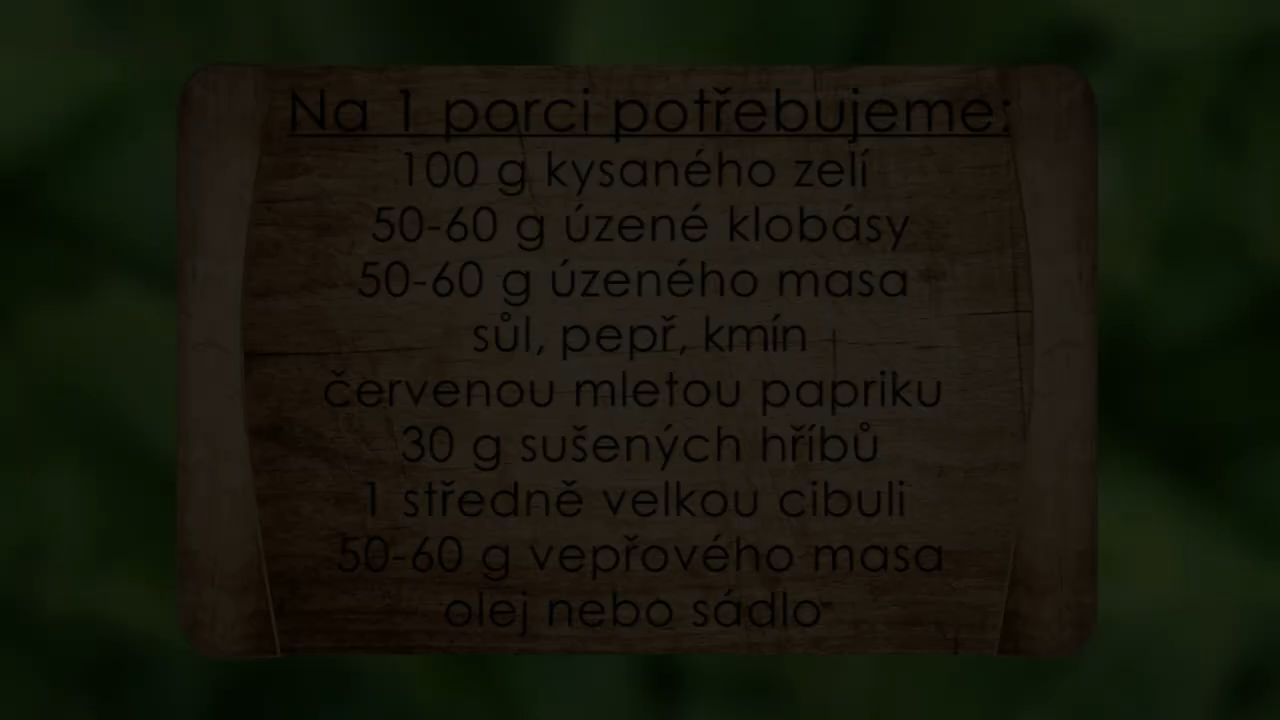 Na 1 porci potřebujeme:
100 g kysaného zelí
50-60 g úzené klobásy
50-60 g úzeného masa
sůl, pepř, kmín
červenou mletou papriku
30 g sušených hříbů
1 středně velkou cibuli
50-60 g vepřového masa
olej nebo sádlo